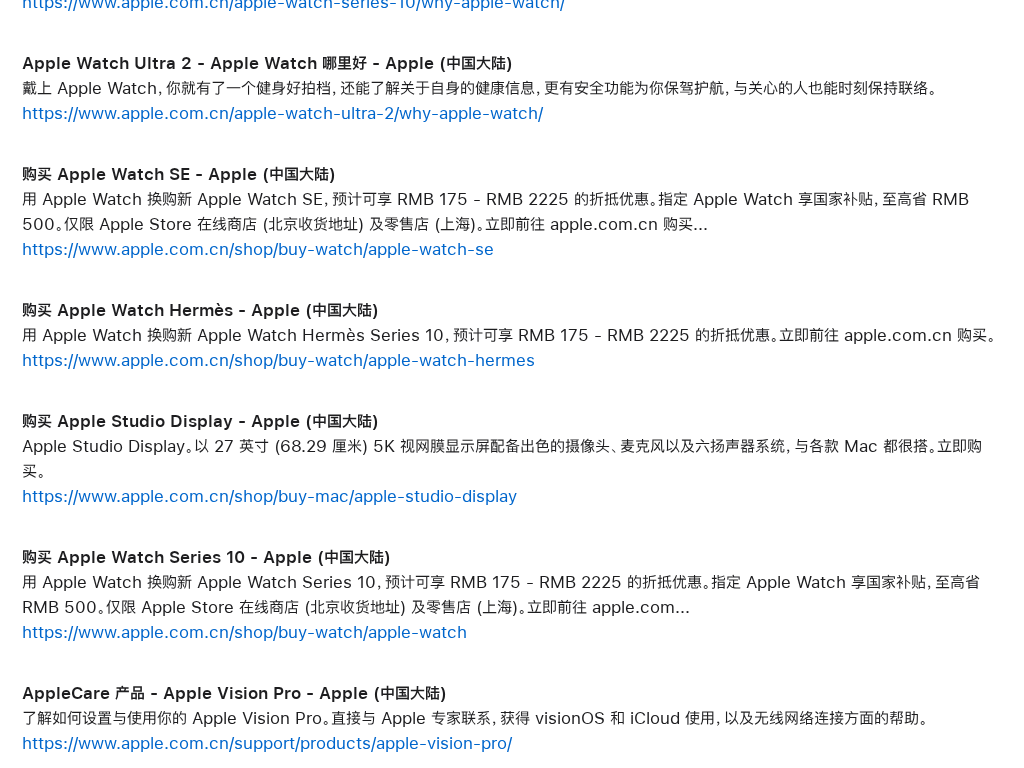 https://www.apple.com.cn/apple-watch-series-10/why-apple-watch/
Apple Watch Ultra 2 - Apple Watch 哪里好 - Apple (中国大陆)
戴上 Apple Watch，你就有了一个健身好拍档，还能了解关于自身的健康信息，更有安全功能为你保驾护航，与关心的人也能时刻保持联络。
https://www.apple.com.cn/apple-watch-ultra-2/why-apple-watch/
购买 Apple Watch SE - Apple (中国大陆)
用 Apple Watch 换购新 Apple Watch SE，预计可享 RMB 175 - RMB 2225 的折抵优惠。指定 Apple Watch 享国家补贴，至高省 RMB
500。仅限 Apple Store 在线商店 (北京收货地址) 及零售店 (上海)。立即前往 apple.com.cn 购买...
https://www.apple.com.cn/shop/buy-watch/apple-watch-se
购买 Apple Watch Hermès - Apple (中国大陆)
用 Apple Watch 换购新 Apple Watch Hermès Series 10，预计可享 RMB 175 - RMB 2225 的折抵优惠。立即前往 apple.com.cn 购买。
https://www.apple.com.cn/shop/buy-watch/apple-watch-hermes
购买 Apple Studio Display - Apple (中国大陆)
Apple Studio Display。以 27 英寸 (68.29 厘米) 5K 视网膜显示屏配备出色的摄像头、麦克风以及六扬声器系统，与各款 Mac 都很搭。立即购
买。
https://www.apple.com.cn/shop/buy-mac/apple-studio-display
购买 Apple Watch Series 10 - Apple (中国大陆)
用 Apple Watch 换购新 Apple Watch Series 10，预计可享 RMB 175 - RMB 2225 的折抵优惠。指定 Apple Watch 享国家补贴，至高省
RMB 500。仅限 Apple Store 在线商店 (北京收货地址) 及零售店 (上海)。立即前往 apple.com...
https://www.apple.com.cn/shop/buy-watch/apple-watch
AppleCare 产品 - Apple Vision Pro - Apple (中国大陆)
了解如何设置与使用你的 Apple Vision Pro。直接与 Apple 专家联系，获得 visionOS 和 iCloud 使用，以及无线网络连接方面的帮助。
https://www.apple.com.cn/support/products/apple-vision-pro/